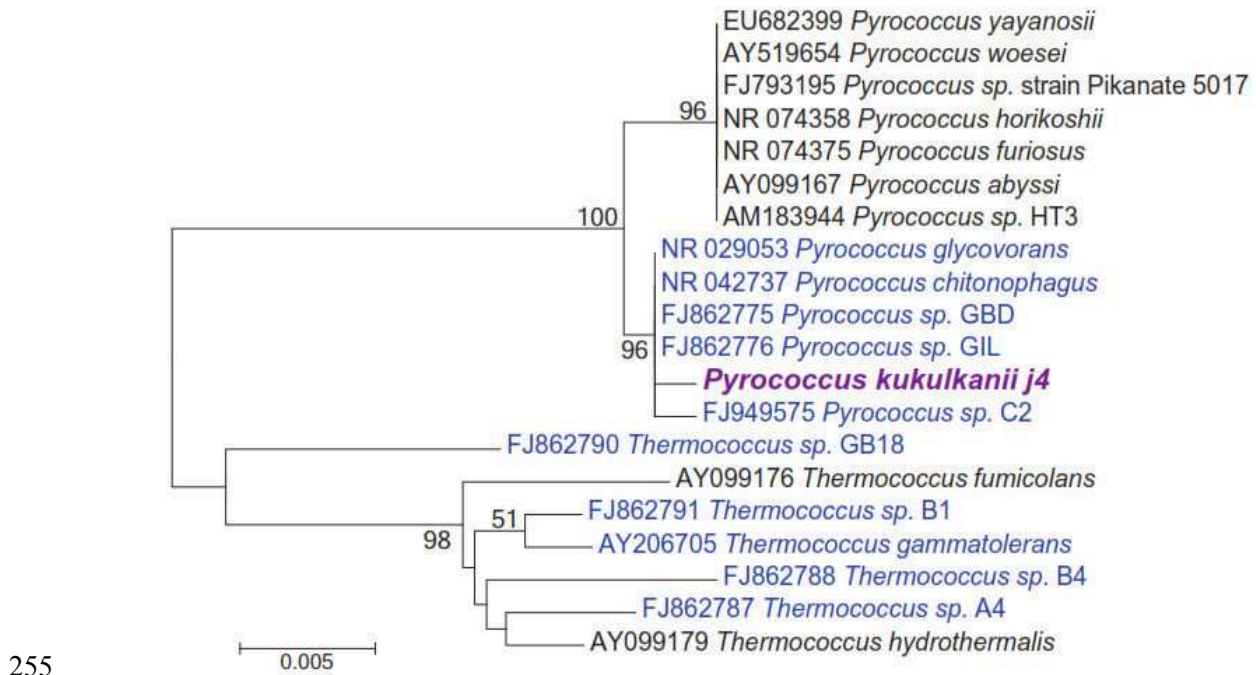 EU682399 Pyrococcus yayanosii
AY519654 Pyrococcus woesei
FJ793195 Pyrococcus sp. strain Pikanate 5017
96
NR 074358 Pyrococcus horikoshii
NR 074375 Pyrococcus furiosus
AY099167 Pyrococcus abyssi
100
AM183944 Pyrococcus sp. HT3
NR 029053 Pyrococcus glycovorans
NR 042737 Pyrococcus chitonophagus
FJ862775 Pyrococcus sp. GBD
96
FJ862776 Pyrococcus sp. GIL
Pyrococcus kukulkanii j4
FJ949575 Pyrococcus sp. C2
FJ862790 Thermococcus sp. GB18
AY099176 Thermococcus fumicolans
51
FJ862791 Thermococcus sp. B1
98
AY206705 Thermococcus gammatolerans
FJ862788 Thermococcus sp. B4
FJ862787 Thermococcus sp. A4
AY099179 Thermococcus hydrothermalis
0.005
255